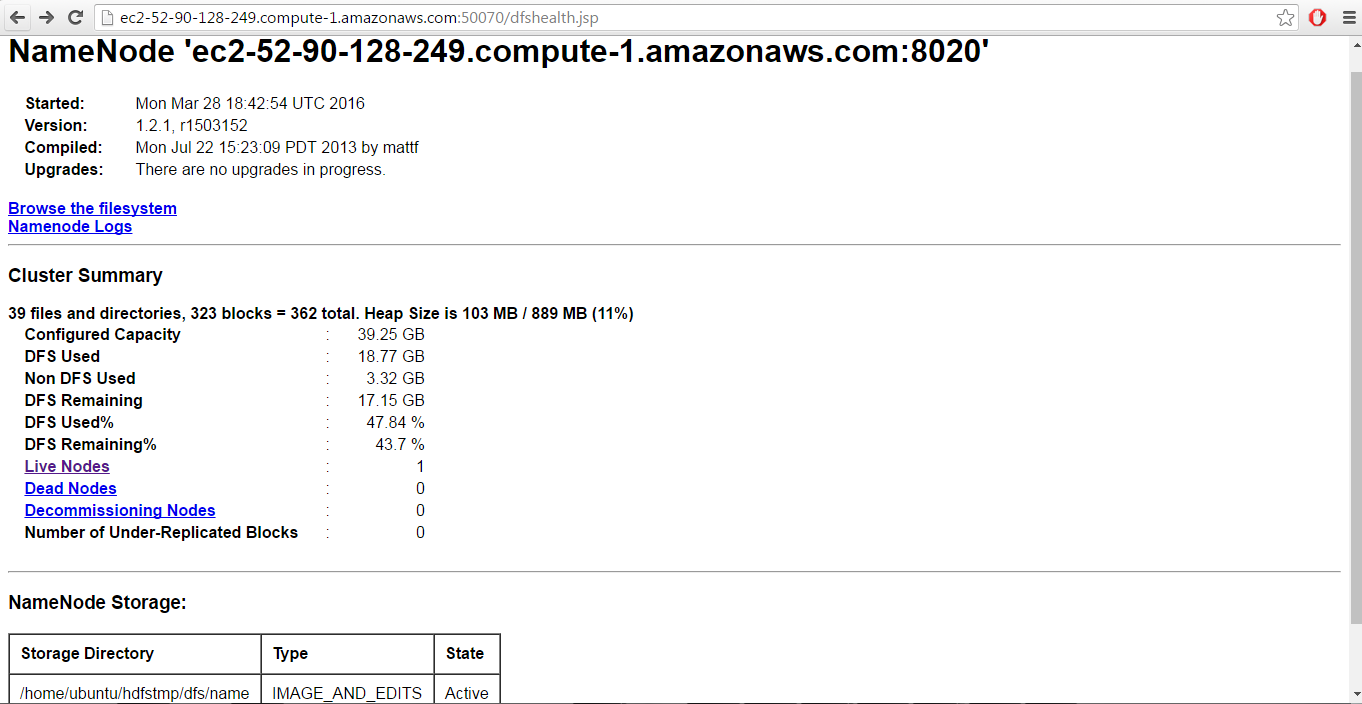 ec2-52-90-128-249.compute-1.amazonaws.com:50070/dfshealth.jsp
NameNode 'ec2-52-90-128-249.compute-1.amazonaws.com:8020'
Started: Mon Mar 28 18:42:54 UTC 2016
Version: 1.2.1, r1503152
Compiled: Mon Jul 22 15:23:09 PDT 2013 by mattf
Upgrades: There are no upgrades in progress.
Browse the filesystem
Namenode Logs
Cluster Summary
39 files and directories, 323 blocks = 362 total. Heap Size is 103 MB / 889 MB (11%)
Configured Capacity : 39.25 GB
DFS Used : 18.77 GB
Non DFS Used : 3.32 GB
DFS Remaining : 17.15 GB
DFS Used% : 47.84 %
DFS Remaining% : 43.7 %
Live Nodes : 1
Dead Nodes : 0
Decommissioning Nodes : 0
Number of Under-Replicated Blocks : 0
NameNode Storage:
Storage Directory Type State
/home/ubuntu/hdfstmp/dfs/name IMAGE_AND_EDITS Active